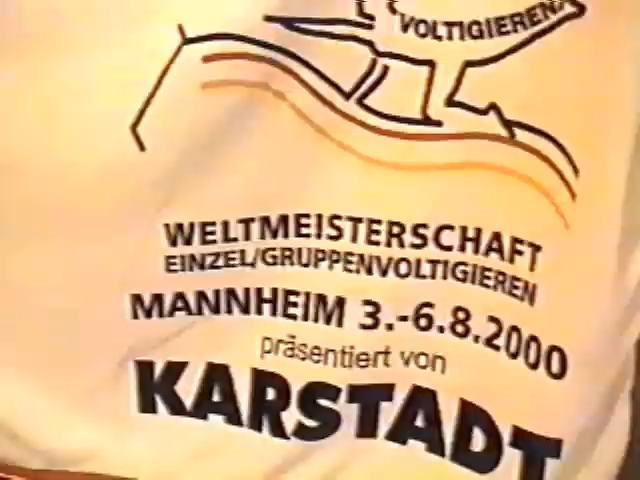 VOLTIGIEREN
WELTMEISTERSCHAFT
EINZEL/GRUPPENVOLTIGIEREN
MANNHEIM 3.-6.8.2000
präsentiert von
KARSTADT